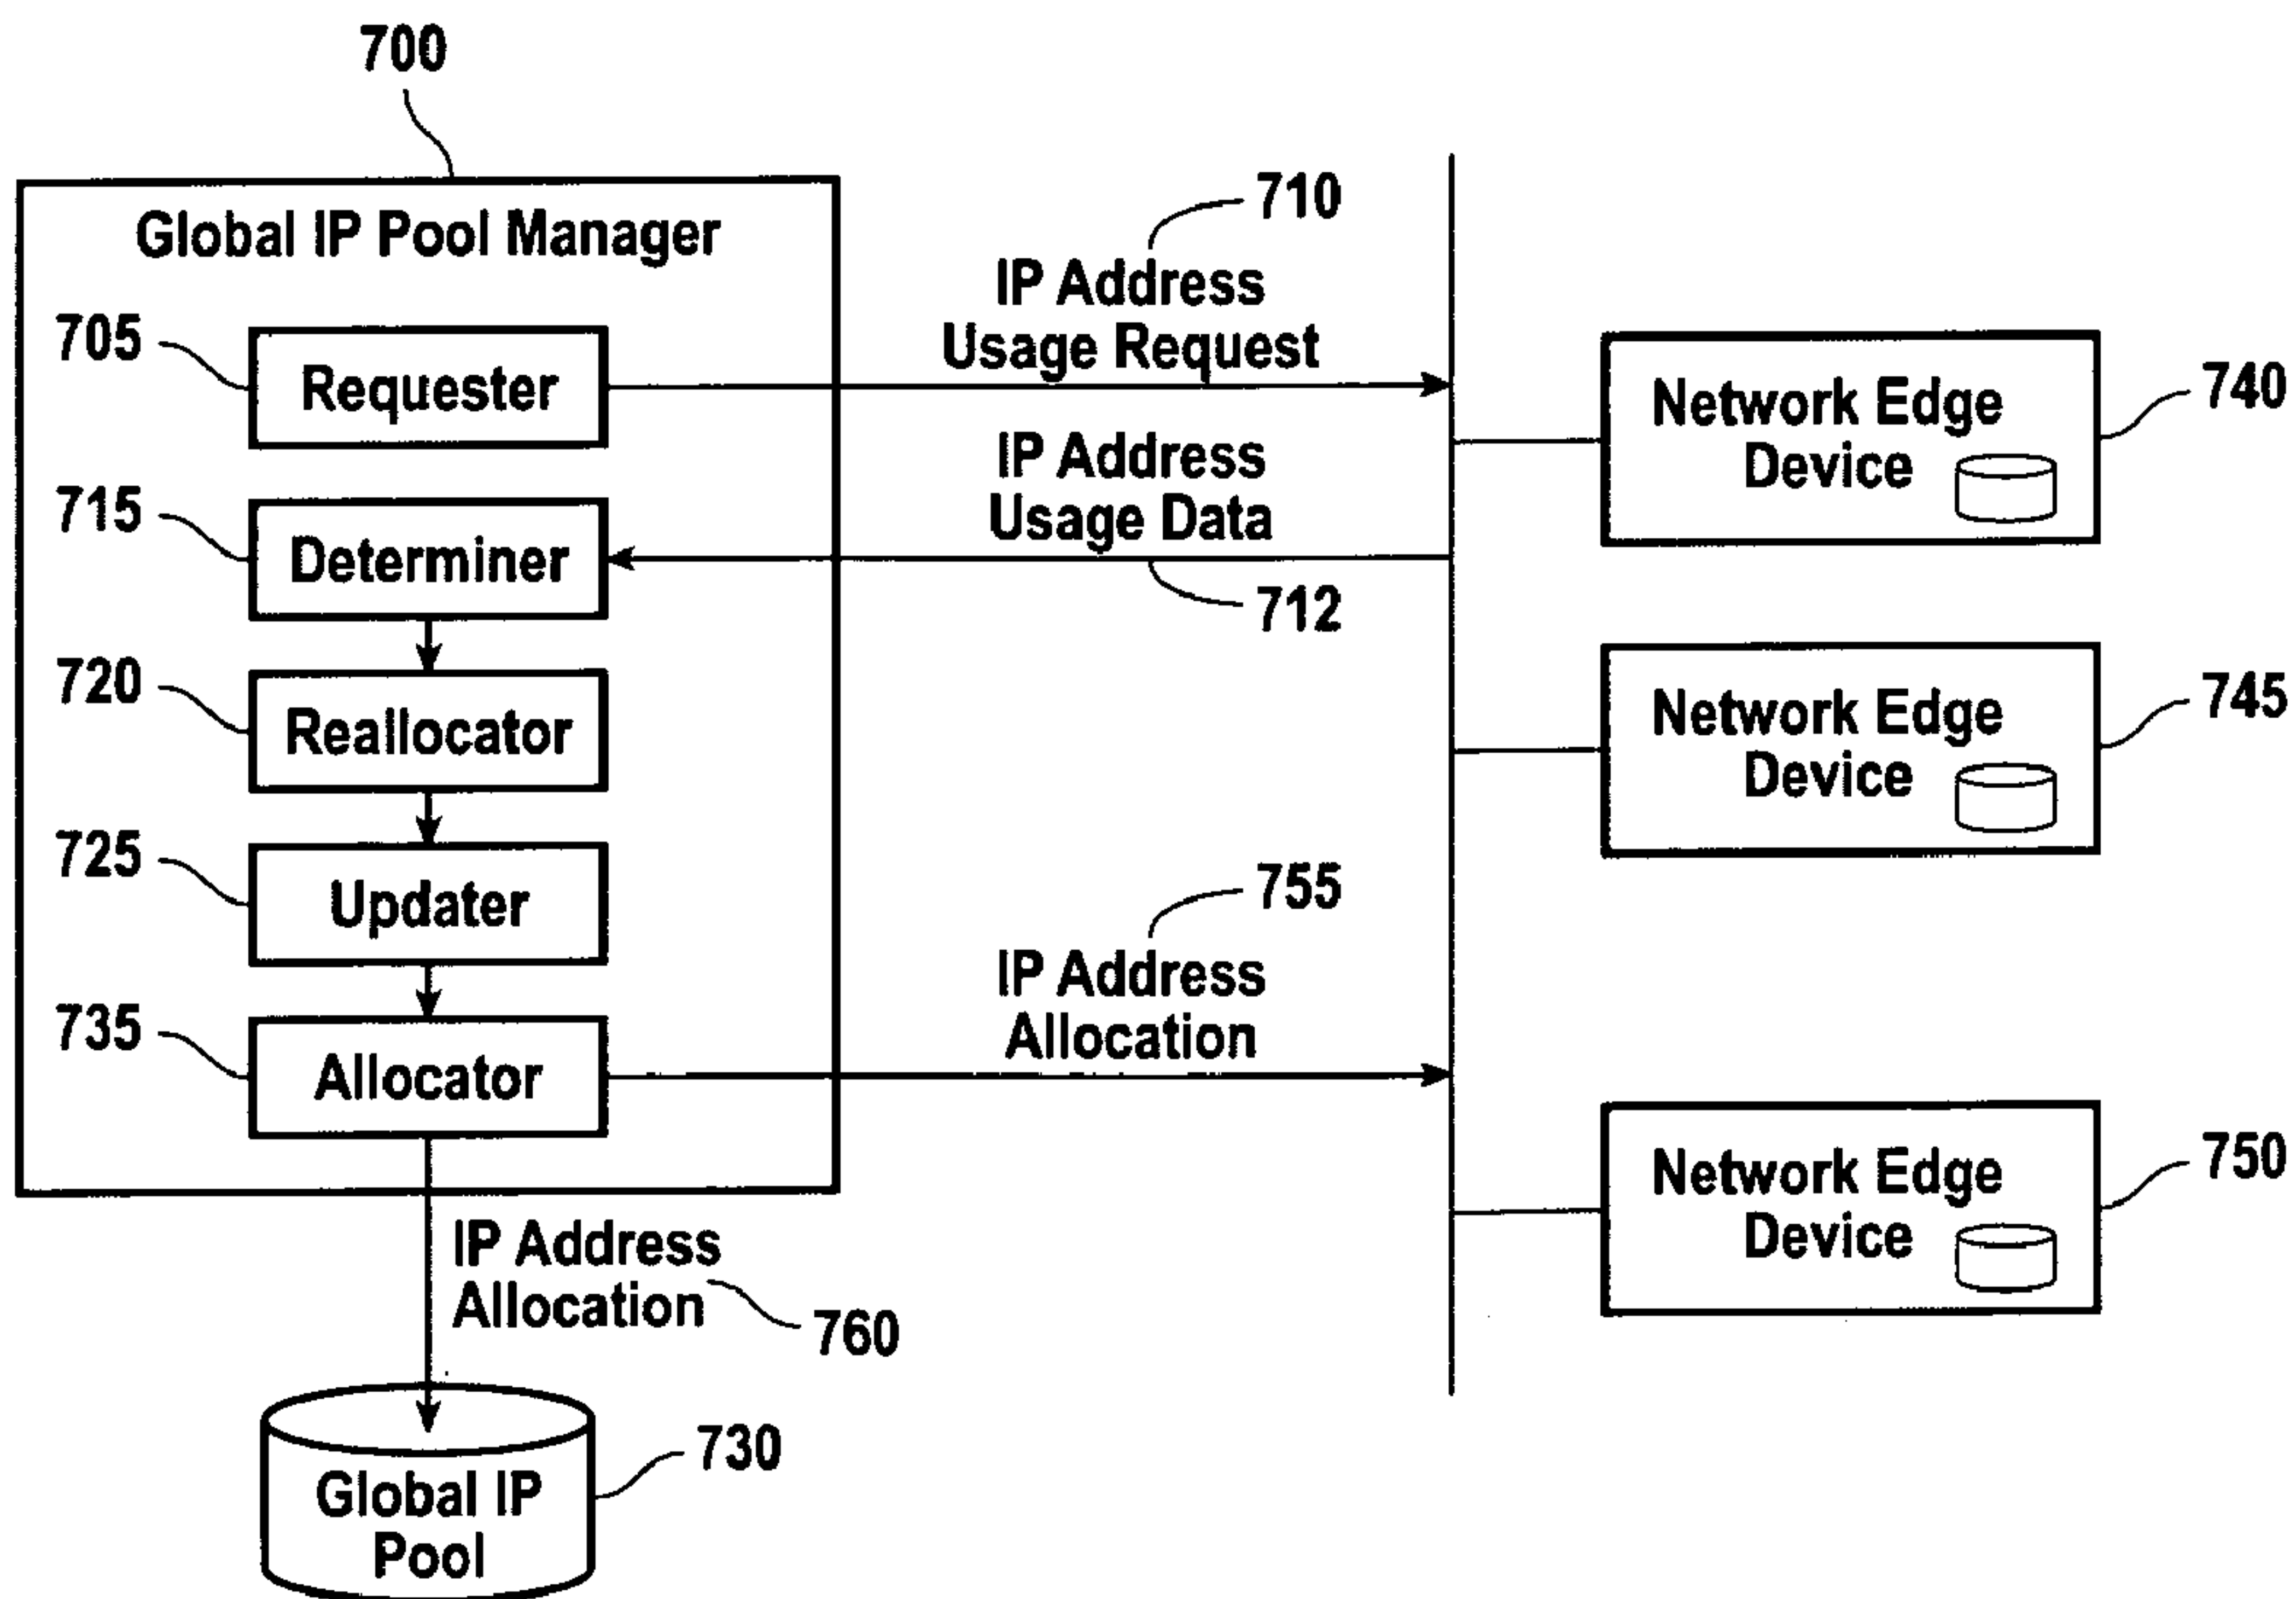 700
Global IP Pool Manager
705
Requester
715
Determiner
720
Reallocator
725
Updater
735
Allocator
710
IP Address
Usage Request
IP Address
Usage Data
712
755
IP Address
Allocation
Network Edge
Device
740
Network Edge
Device
745
Network Edge
Device
750
IP Address
Allocation
760
Global IP
Pool
730